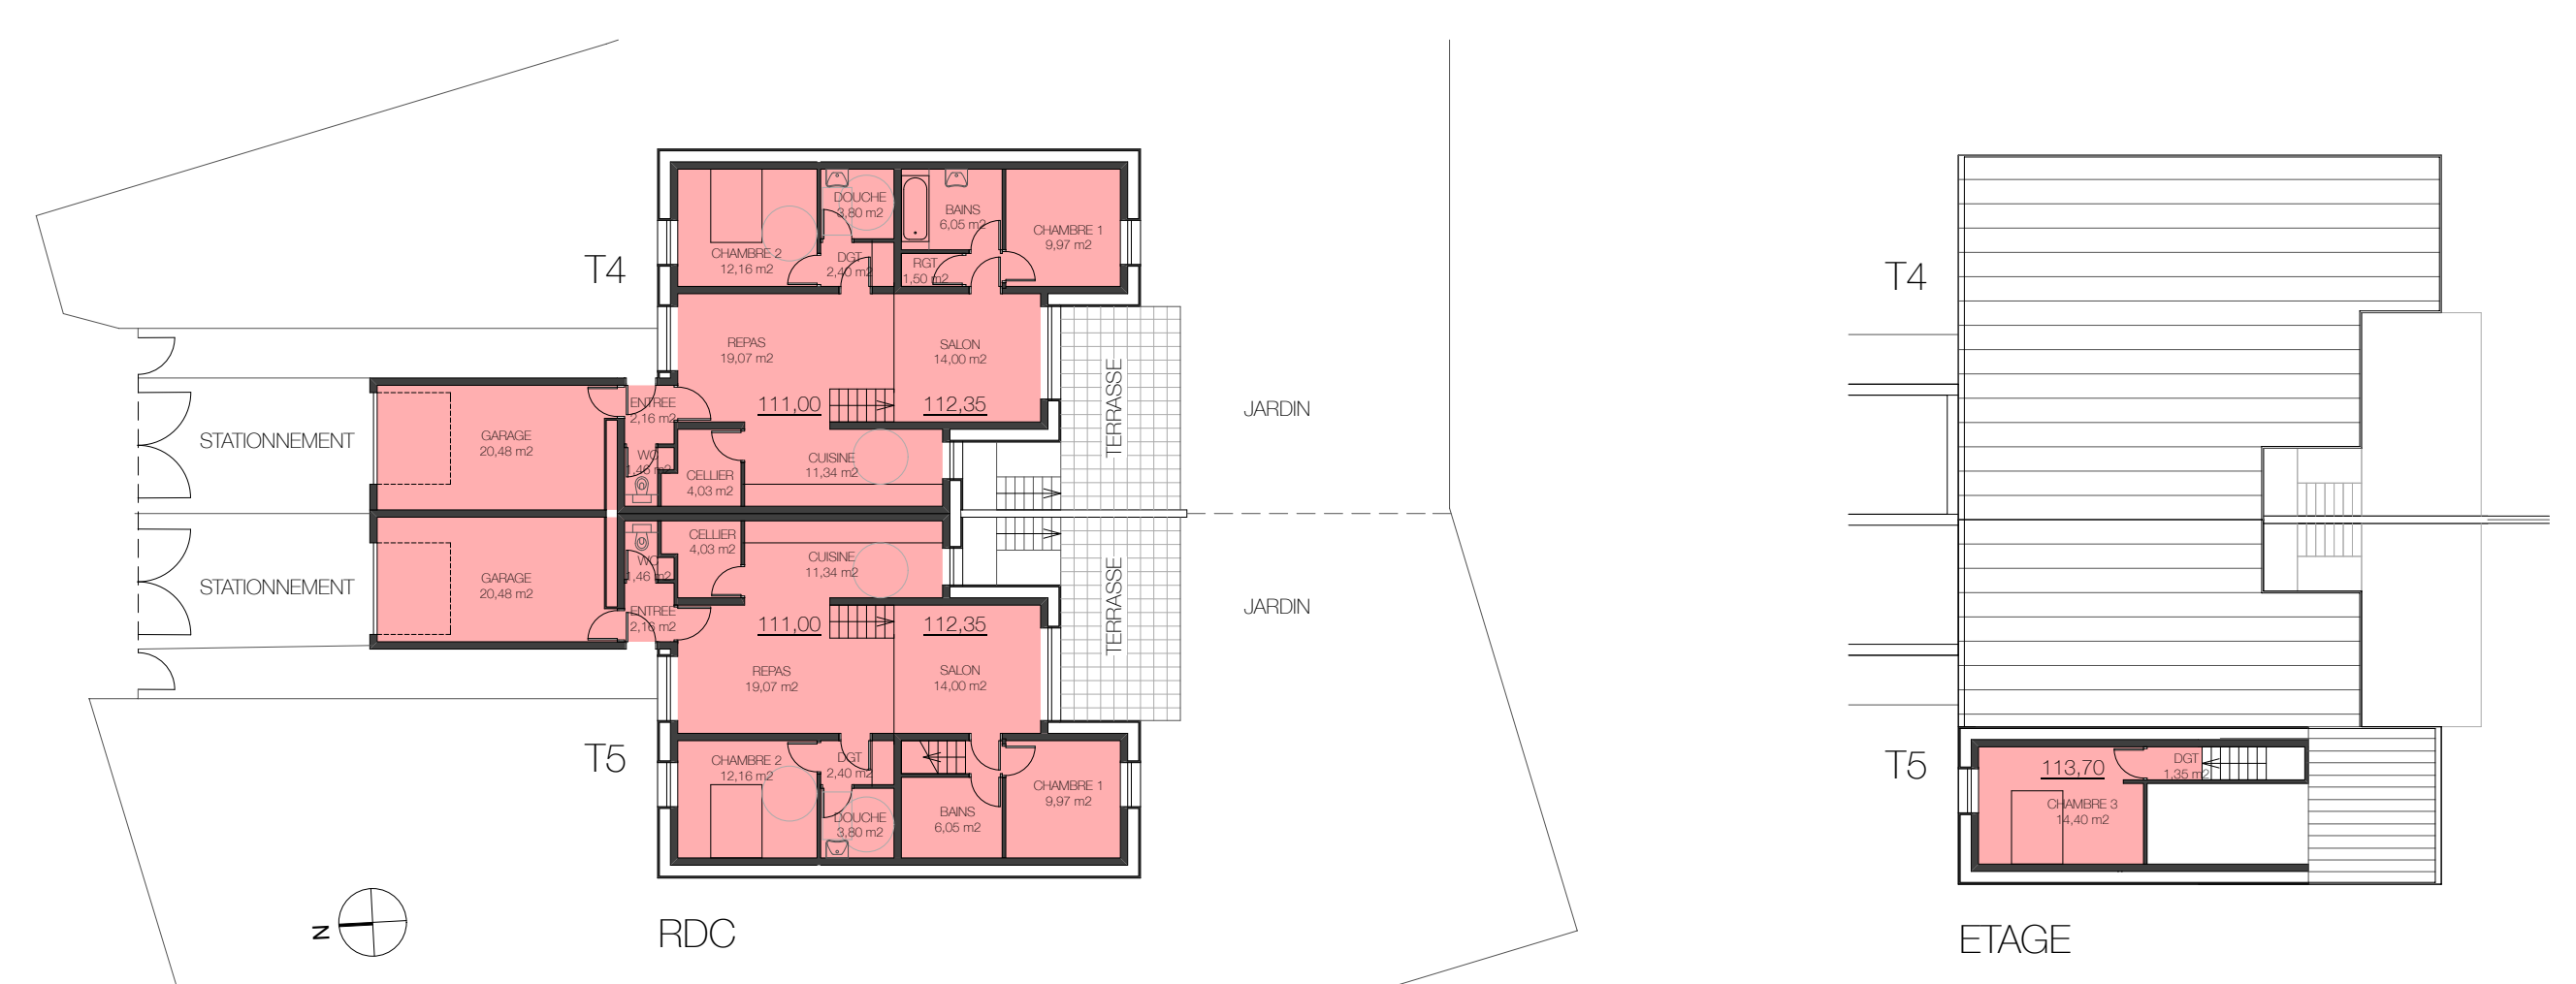 T4
CHAMBRE 2
12,16 m2
DOUCHE
3,80 m2
DGT
2,40 m2
BAINS
6,05 m2
RGT
1,50 m2
CHAMBRE 1
9,97 m2
REPAS
19,07 m2
SALON
14,00 m2
111,00
112,35
ENTREE
2,16 m2
WC
1,46 m2
CELLIER
4,03 m2
CUISINE
11,34 m2
GARAGE
20,48 m2
STATIONNEMENT
TERRASSE
JARDIN
STATIONNEMENT
GARAGE
20,48 m2
CELLIER
4,03 m2
WC
1,46 m2
CUISINE
11,34 m2
ENTREE
2,16 m2
111,00
112,35
TERRASSE
JARDIN
REPAS
19,07 m2
SALON
14,00 m2
T5
CHAMBRE 2
12,16 m2
DGT
2,40 m2
DOUCHE
3,80 m2
BAINS
6,05 m2
CHAMBRE 1
9,97 m2
N
RDC
T4
T5
113,70
DGT
1,35 m2
CHAMBRE 3
14,40 m2
ETAGE